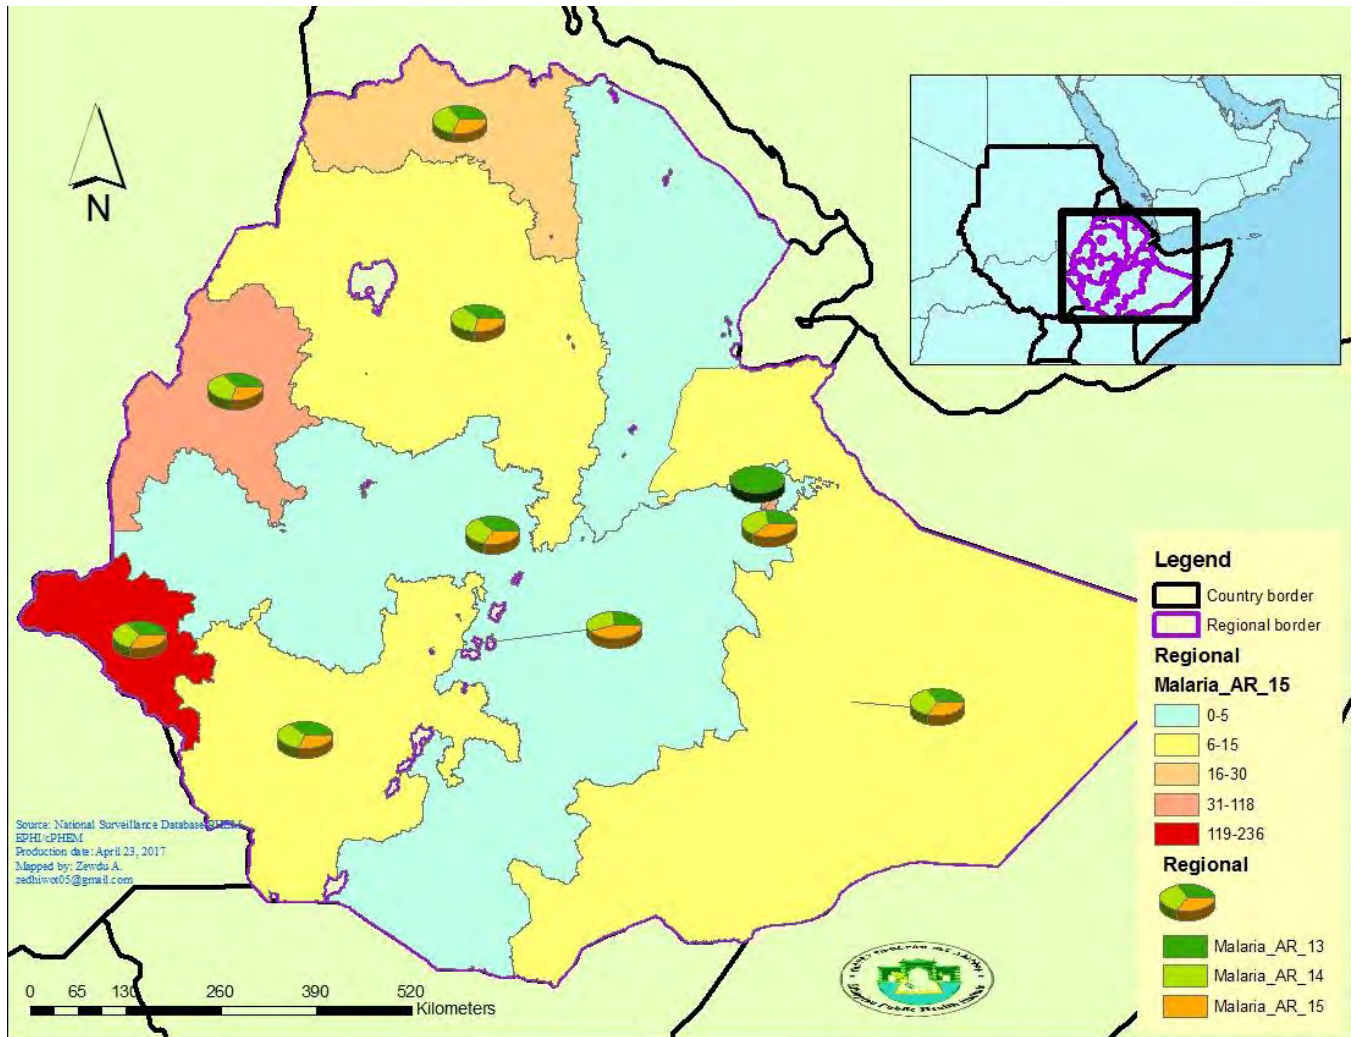 N
Legend
Country border
Regional border
Regional
Malaria_AR_15
0-5
6-15
16-30
31-118
119-236
Regional
Malaria_AR_13
Malaria_AR_14
Malaria_AR_15
Source: National Surveillance Database
EPHI/cPHEM
Production date: April 23, 2017
Mapped by: Zewdu A.
zedhiwot05@gmail.com
0 65 130 260 390 520
Kilometers
Public Health